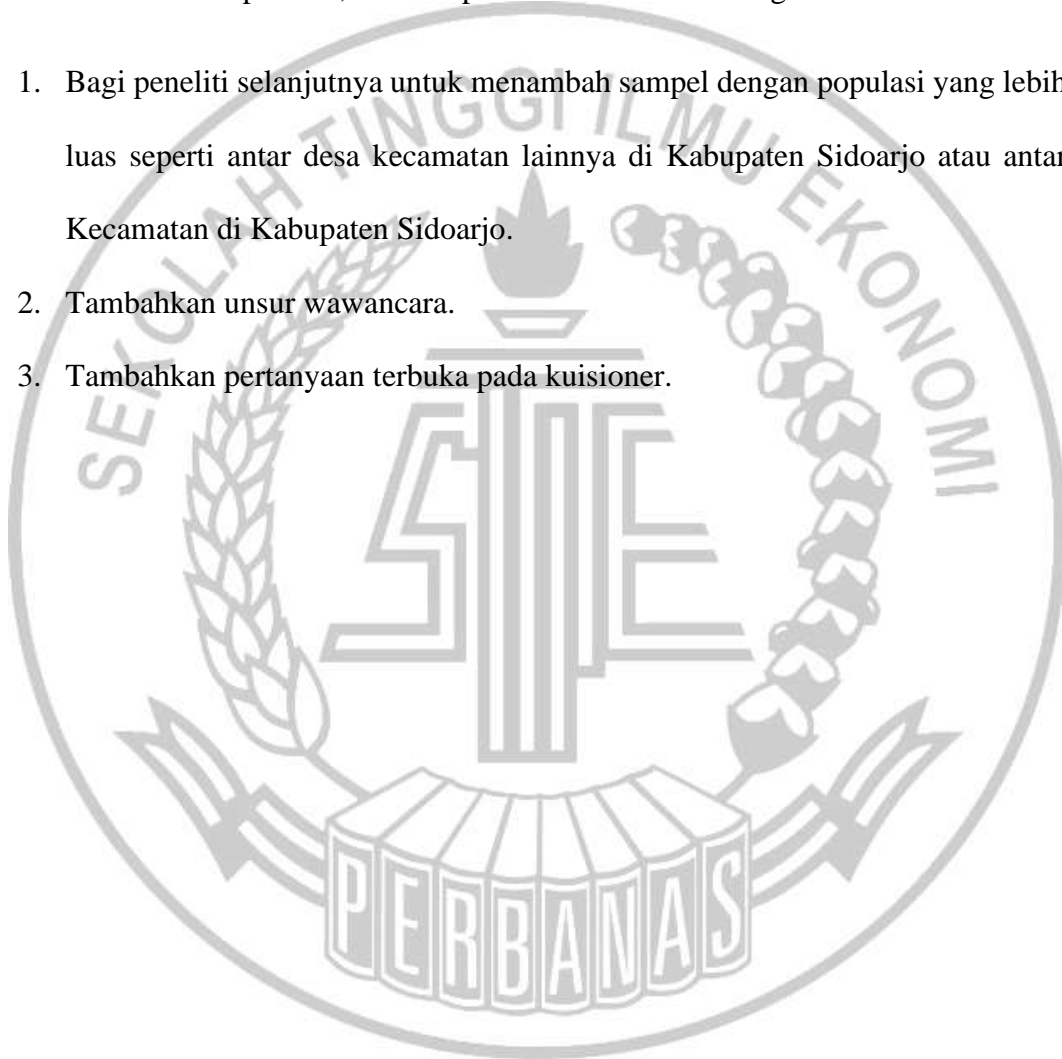 1. Bagi peneliti selanjutnya untuk menambah sampel dengan populasi yang lebih
luas seperti antar desa kecamatan lainnya di Kabupaten Sidoarjo atau antar
Kecamatan di Kabupaten Sidoarjo.
2. Tambahkan unsur wawancara.
3. Tambahkan pertanyaan terbuka pada kuisioner.
SEKOLAH TINGGI ILMU EKONOMI
STIE
PERBANAS